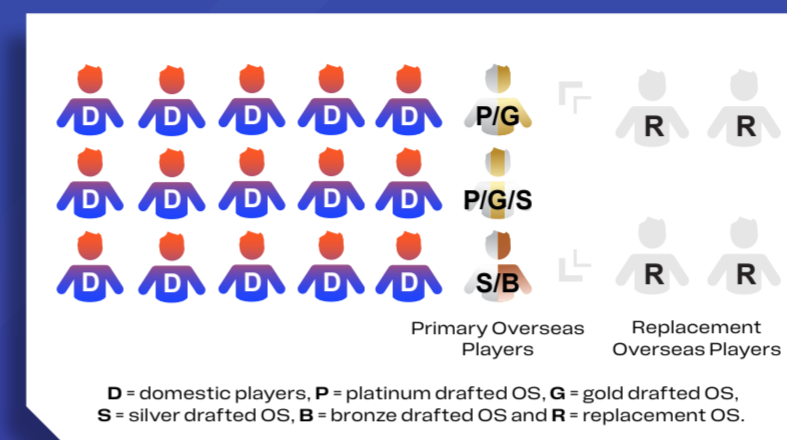 D D D D D P/G R R
D D D D D P/G/S
D D D D D S/B R R
Primary Overseas Players
Replacement Overseas Players
D = domestic players, P = platinum drafted OS, G = gold drafted OS,
S = silver drafted OS, B = bronze drafted OS and R = replacement OS.